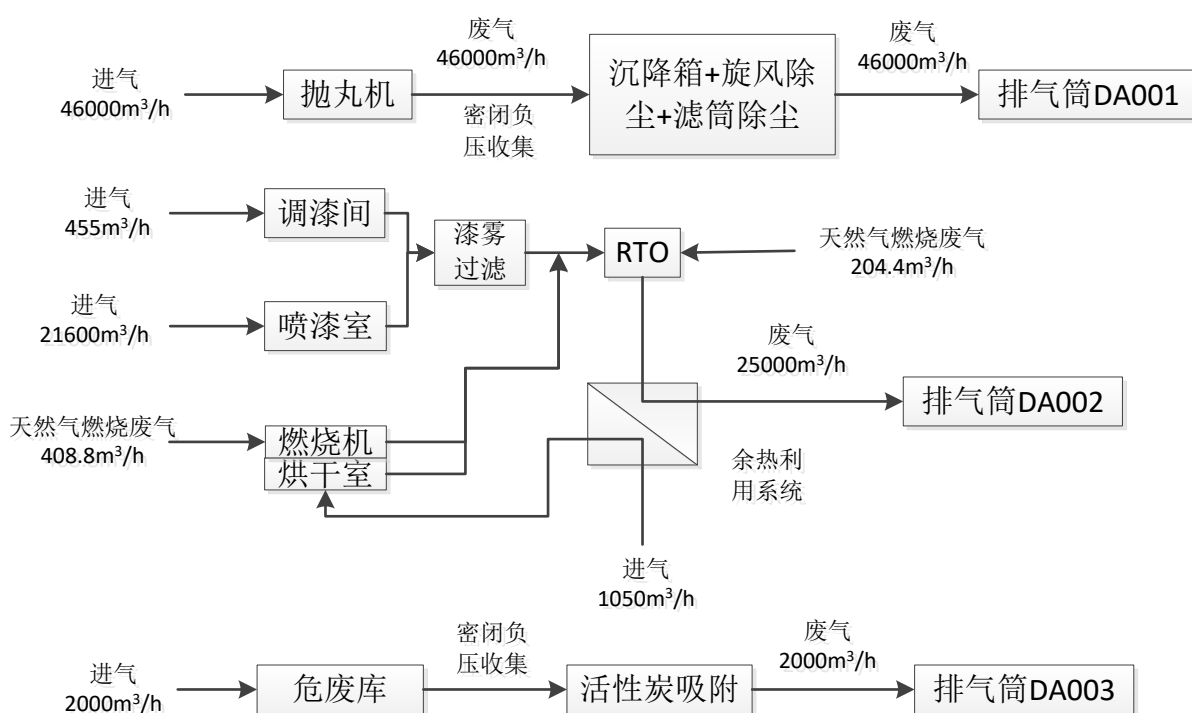 进气
46000m³/h
抛丸机
废气
46000m³/h
密闭负
压收集
沉降箱+旋风除
尘+滤筒除尘
废气
46000m³/h
排气筒DA001
进气
455m³/h
调漆间
漆雾
过滤
RTO
天然气燃烧废气
204.4m³/h
进气
21600m³/h
喷漆室
废气
25000m³/h
排气筒DA002
天然气燃烧废气
408.8m³/h
燃烧机
烘干室
余热利
用系统
进气
1050m³/h
进气
2000m³/h
危废库
密闭负
压收集
活性炭吸附
废气
2000m³/h
排气筒DA003